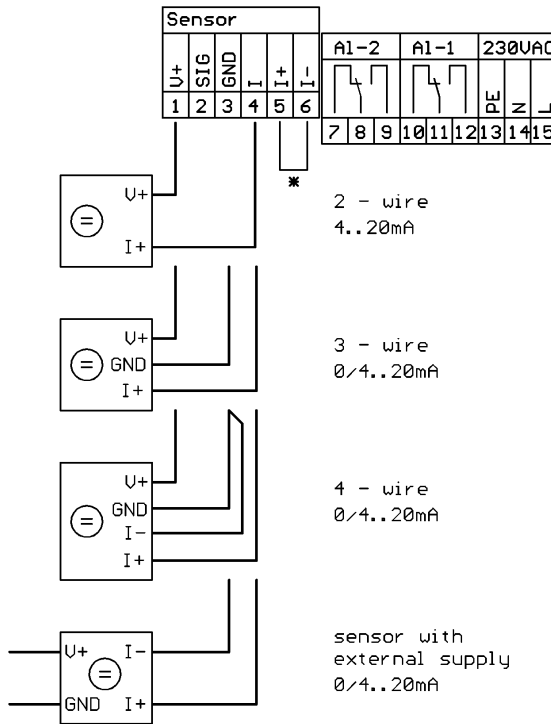 Sensor
V+ SIG GND I I+ I-
1 2 3 4 5 6
Al-2 Al-1 230VAC
PE N L
7 8 9 10 11 12 13 14 15
*
V+
I+
2 - wire
4..20mA
V+
GND
I+
3 - wire
0/4..20mA
V+
GND
I-
I+
4 - wire
0/4..20mA
V+ I-
GND I+
sensor with
external supply
0/4..20mA